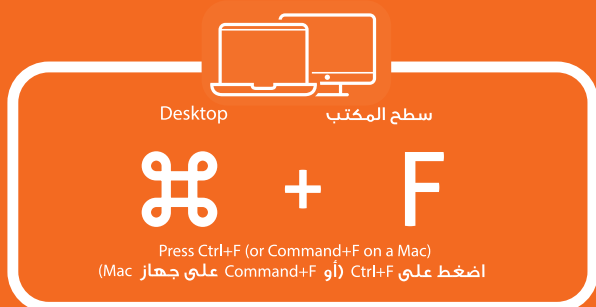 Desktop سطح المكتب
⌘ + F
Press Ctrl+F (or Command+F on a Mac)
اضغط على Ctrl+F (أو Command+F على جهاز Mac)